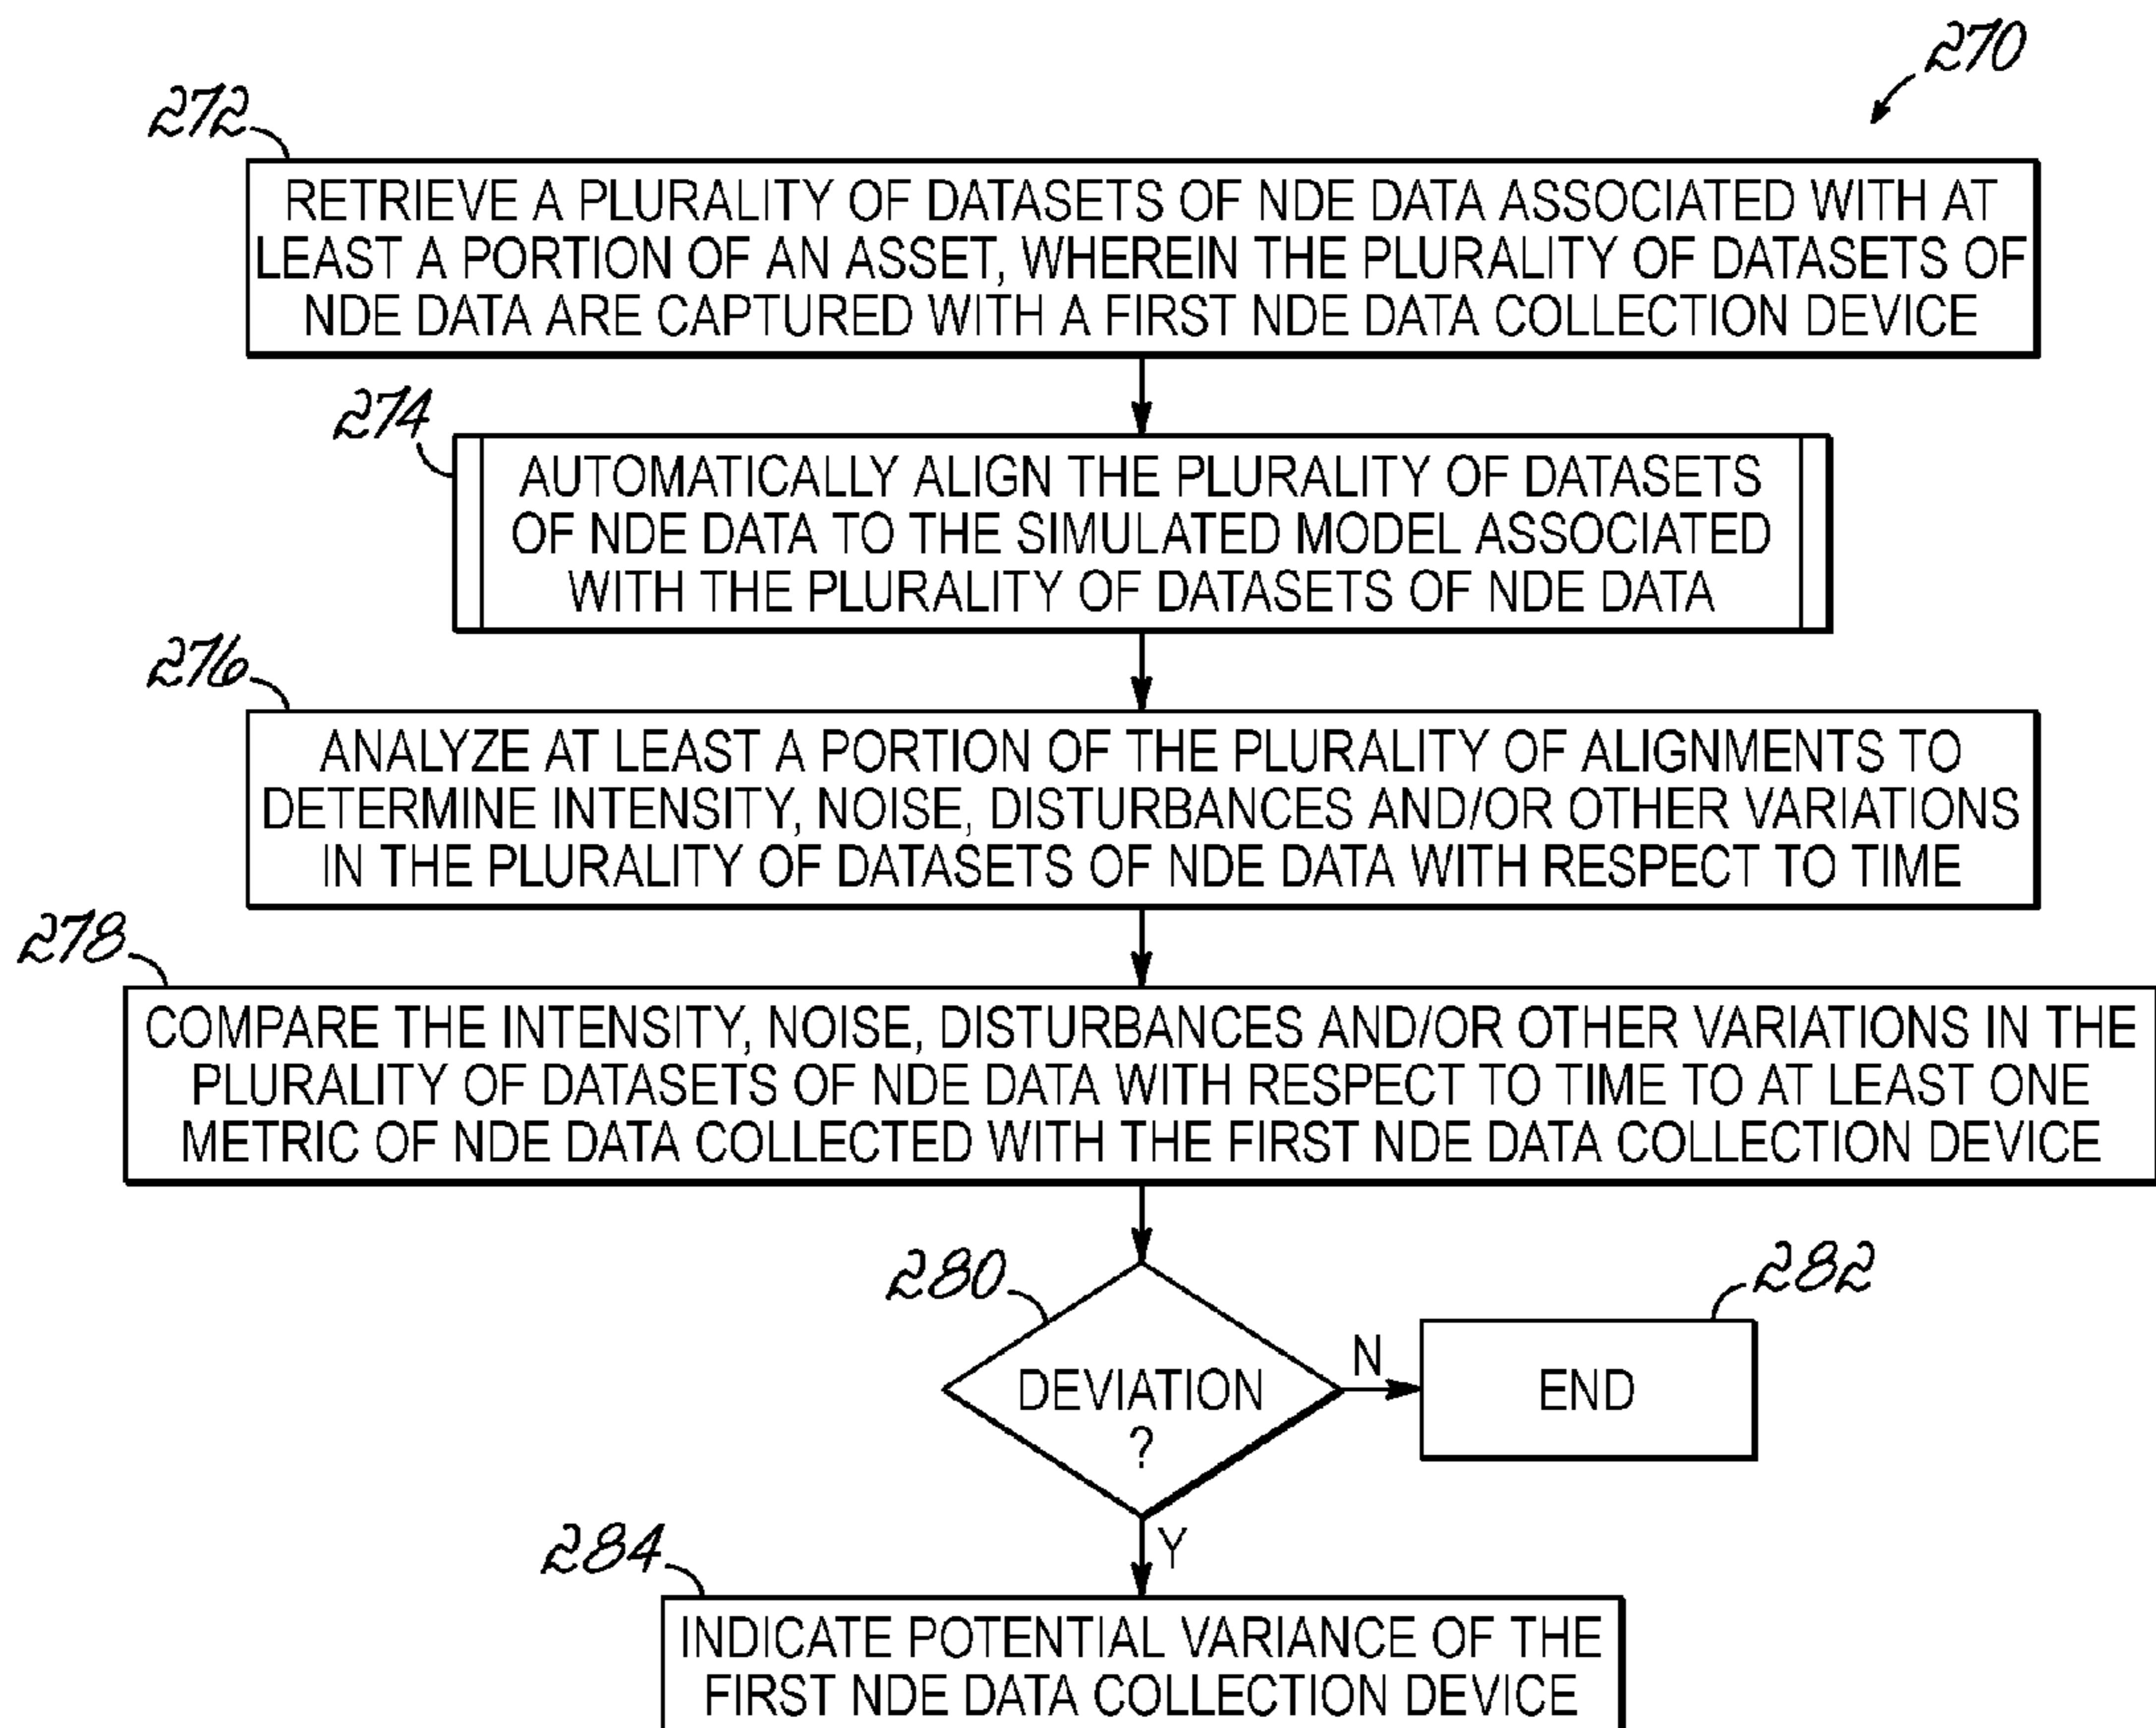 270
272
RETRIEVE A PLURALITY OF DATASETS OF NDE DATA ASSOCIATED WITH AT
LEAST A PORTION OF AN ASSET, WHEREIN THE PLURALITY OF DATASETS OF
NDE DATA ARE CAPTURED WITH A FIRST NDE DATA COLLECTION DEVICE
274
AUTOMATICALLY ALIGN THE PLURALITY OF DATASETS
OF NDE DATA TO THE SIMULATED MODEL ASSOCIATED
WITH THE PLURALITY OF DATASETS OF NDE DATA
276
ANALYZE AT LEAST A PORTION OF THE PLURALITY OF ALIGNMENTS TO
DETERMINE INTENSITY, NOISE, DISTURBANCES AND/OR OTHER VARIATIONS
IN THE PLURALITY OF DATASETS OF NDE DATA WITH RESPECT TO TIME
278
COMPARE THE INTENSITY, NOISE, DISTURBANCES AND/OR OTHER VARIATIONS IN THE
PLURALITY OF DATASETS OF NDE DATA WITH RESPECT TO TIME TO AT LEAST ONE
METRIC OF NDE DATA COLLECTED WITH THE FIRST NDE DATA COLLECTION DEVICE
280
DEVIATION
?
N
282
END
Y
284
INDICATE POTENTIAL VARIANCE OF THE
FIRST NDE DATA COLLECTION DEVICE